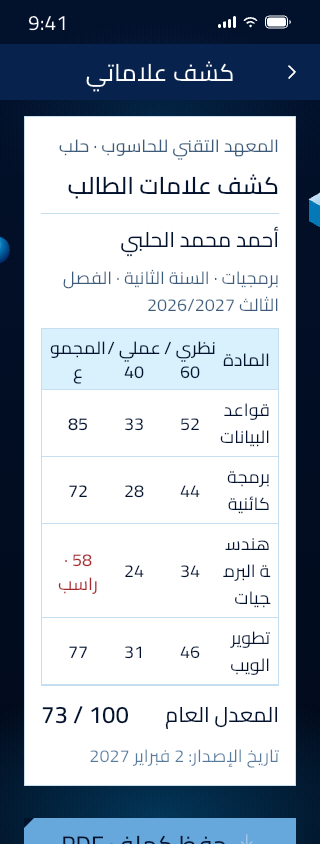 9:41
كشف علاماتي
المعهد التقني للحاسوب · حلب
كشف علامات الطالب
أحمد محمد الحلبي
برمجيات · السنة الثانية · الفصل
الثالث 2026/2027
المادة نظري / 60 عملي / 40 المجموع
قواعد البيانات 52 33 85
برمجة كائنية 44 28 72
هندسة البرمجيات 34 24 58 · راسب
تطوير الويب 46 31 77
المعدل العام 73 / 100
تاريخ الإصدار: 2 فبراير 2027
حفظ كملف PDF